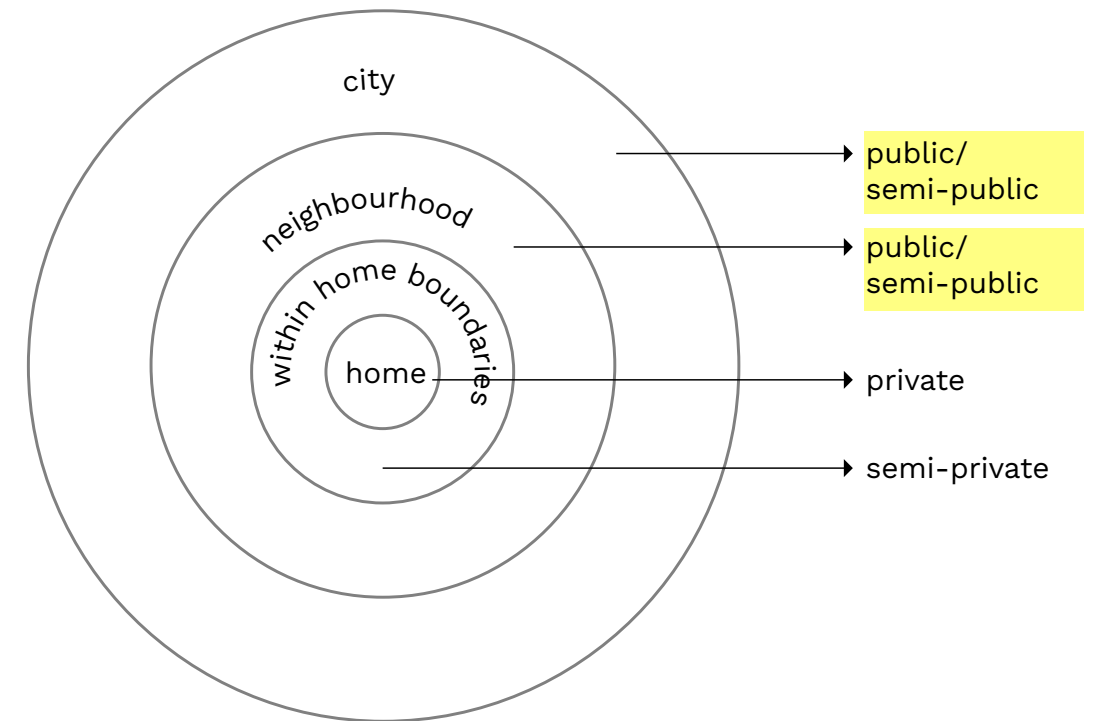 city
neighbourhood
within home boundaries
home
public/
semi-public
public/
semi-public
private
semi-private